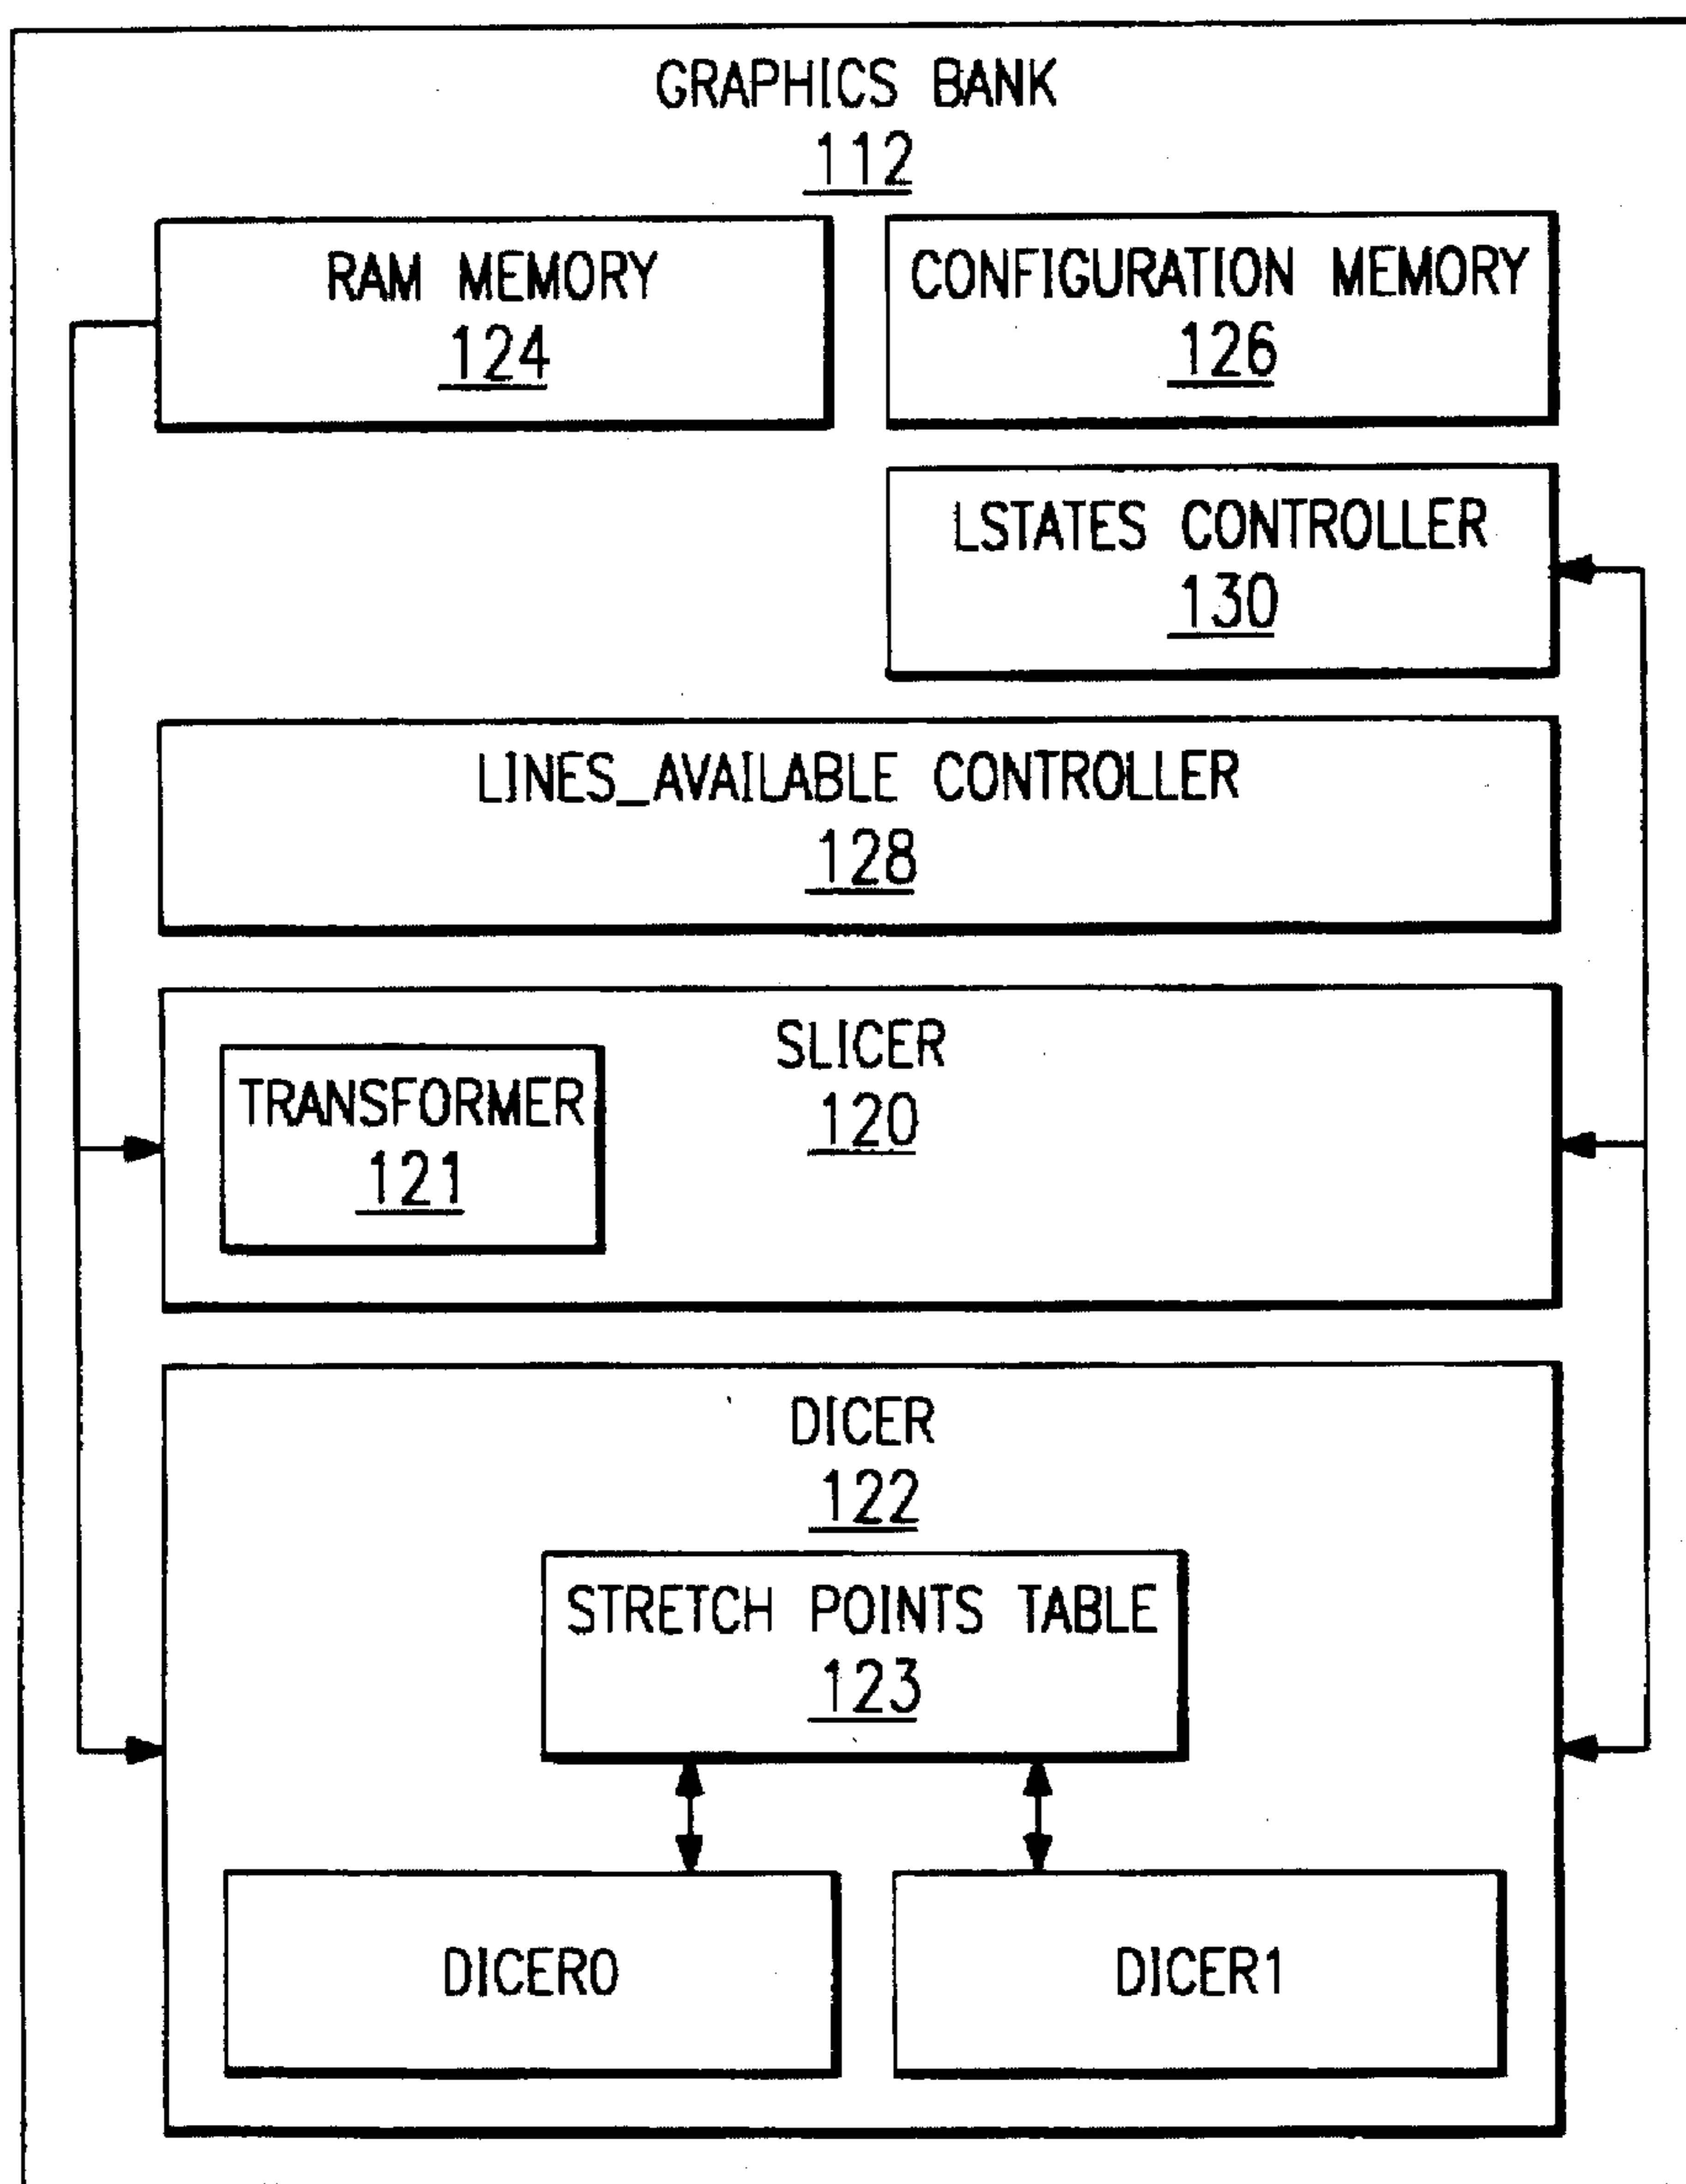 GRAPHICS BANK
112
RAM MEMORY
124
CONFIGURATION MEMORY
126
LSTATES CONTROLLER
130
LINES_AVAILABLE CONTROLLER
128
SLICER
120
TRANSFORMER
121
DICER
122
STRETCH POINTS TABLE
123
DICER0
DICER1